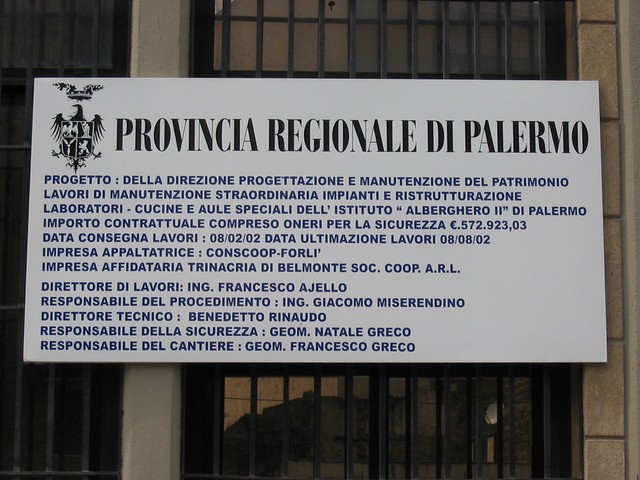 PROVINCIA REGIONALE DI PALERMO
PROGETTO : DELLA DIREZIONE PROGETTAZIONE E MANUTENZIONE DEL PATRIMONIO
LAVORI DI MANUTENZIONE STRAORDINARIA IMPIANTI E RISTRUTTURAZIONE
LABORATORI - CUCINE E AULE SPECIALI DELL' ISTITUTO " ALBERGHERO II" DI PALERMO
IMPORTO CONTRATTUALE COMPRESO ONERI PER LA SICUREZZA €.572.923,03
DATA CONSEGNA LAVORI : 08/02/02 DATA ULTIMAZIONE LAVORI 08/08/02
IMPRESA APPALTATRICE : CONSCOOP-FORLI'
IMPRESA AFFIDATARIA TRINACRIA DI BELMONTE SOC. COOP. A.R.L.
DIRETTORE DI LAVORI: ING. FRANCESCO AJELLO
RESPONSABILE DEL PROCEDIMENTO : ING. GIACOMO MISERENDINO
DIRETTORE TECNICO : BENEDETTO RINAUDO
RESPONSABILE DELLA SICUREZZA : GEOM. NATALE GRECO
RESPONSABILE DEL CANTIERE : GEOM. FRANCESCO GRECO